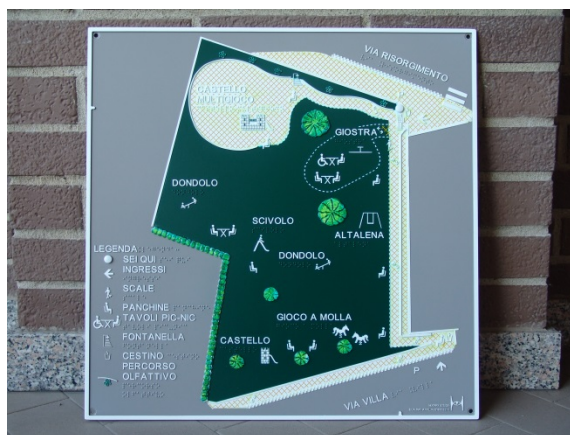 VIA RISORGIMENTO
CASTELLO
MULTIGIOCO
GIOSTRA
DONDOLO
SCIVOLO
ALTALENA
DONDOLO
LEGENDA
SEI QUI
INGRESSI
SCALE
PANCHINE
TAVOLI PIC-NIC
FONTANELLA
CESTINO
PERCORSO
OLFATTIVO
GIOCO A MOLLA
CASTELLO
P
VIA VILLA